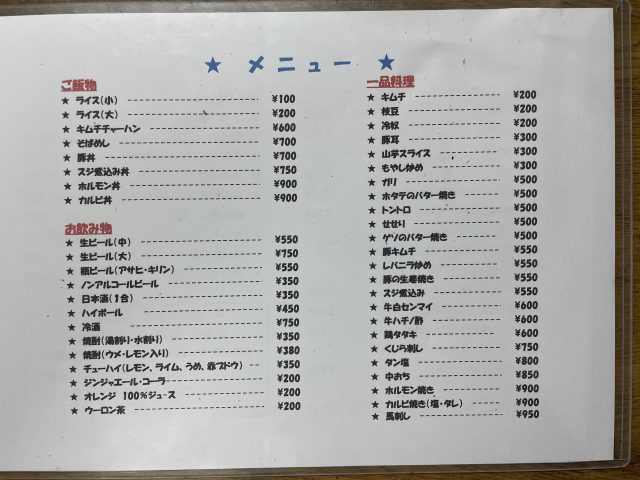 ★ メニュー ★
ご飯物
★ ライス(小) ---------- ¥100
★ ライス(大) ---------- ¥200
★ キムチチャーハン ---------- ¥600
★ そばめし ---------- ¥700
★ 豚丼 ---------- ¥700
★ スジ煮込み丼 ---------- ¥750
★ ホルモン丼 ---------- ¥900
★ カルビ丼 ---------- ¥900
お飲み物
★ 生ビール(中) ---------- ¥550
★ 生ビール(大) ---------- ¥750
★ 瓶ビール(アサヒ・キリン) ---------- ¥550
★ ノンアルコールビール ---------- ¥350
★ 日本酒(1合) ---------- ¥350
★ ハイボール ---------- ¥450
★ 冷酒 ---------- ¥750
★ 焼酎(湯割り・水割り) ---------- ¥350
★ 焼酎(ウメ・レモン入り) ---------- ¥380
★ チューハイ(レモン、ライム、うめ、赤ブドウ) -- ¥350
★ ジンジャエール・コーラ ---------- ¥200
★ オレンジ 100%ジュース ---------- ¥200
★ ウーロン茶 ---------- ¥200
一品料理
★ キムチ ---------- ¥200
★ 枝豆 ---------- ¥200
★ 冷奴 ---------- ¥200
★ 豚耳 ---------- ¥300
★ 山芋スライス ---------- ¥300
★ もやし炒め ---------- ¥300
★ ガリ ---------- ¥500
★ ホタテのバター焼き ---------- ¥500
★ トントロ ---------- ¥500
★ せせり ---------- ¥500
★ ゲソのバター焼き ---------- ¥500
★ 豚キムチ ---------- ¥550
★ レバニラ炒め ---------- ¥550
★ 豚の生姜焼き ---------- ¥550
★ スジ煮込み ---------- ¥550
★ 牛白センマイ ---------- ¥600
★ 牛ハチノ酢 ---------- ¥600
★ 鶏タタキ ---------- ¥600
★ くじら刺し ---------- ¥750
★ タン塩 ---------- ¥800
★ 中おち ---------- ¥850
★ ホルモン焼き ---------- ¥900
★ カルビ焼き(塩・タレ) ---------- ¥900
★ 馬刺し ---------- ¥950